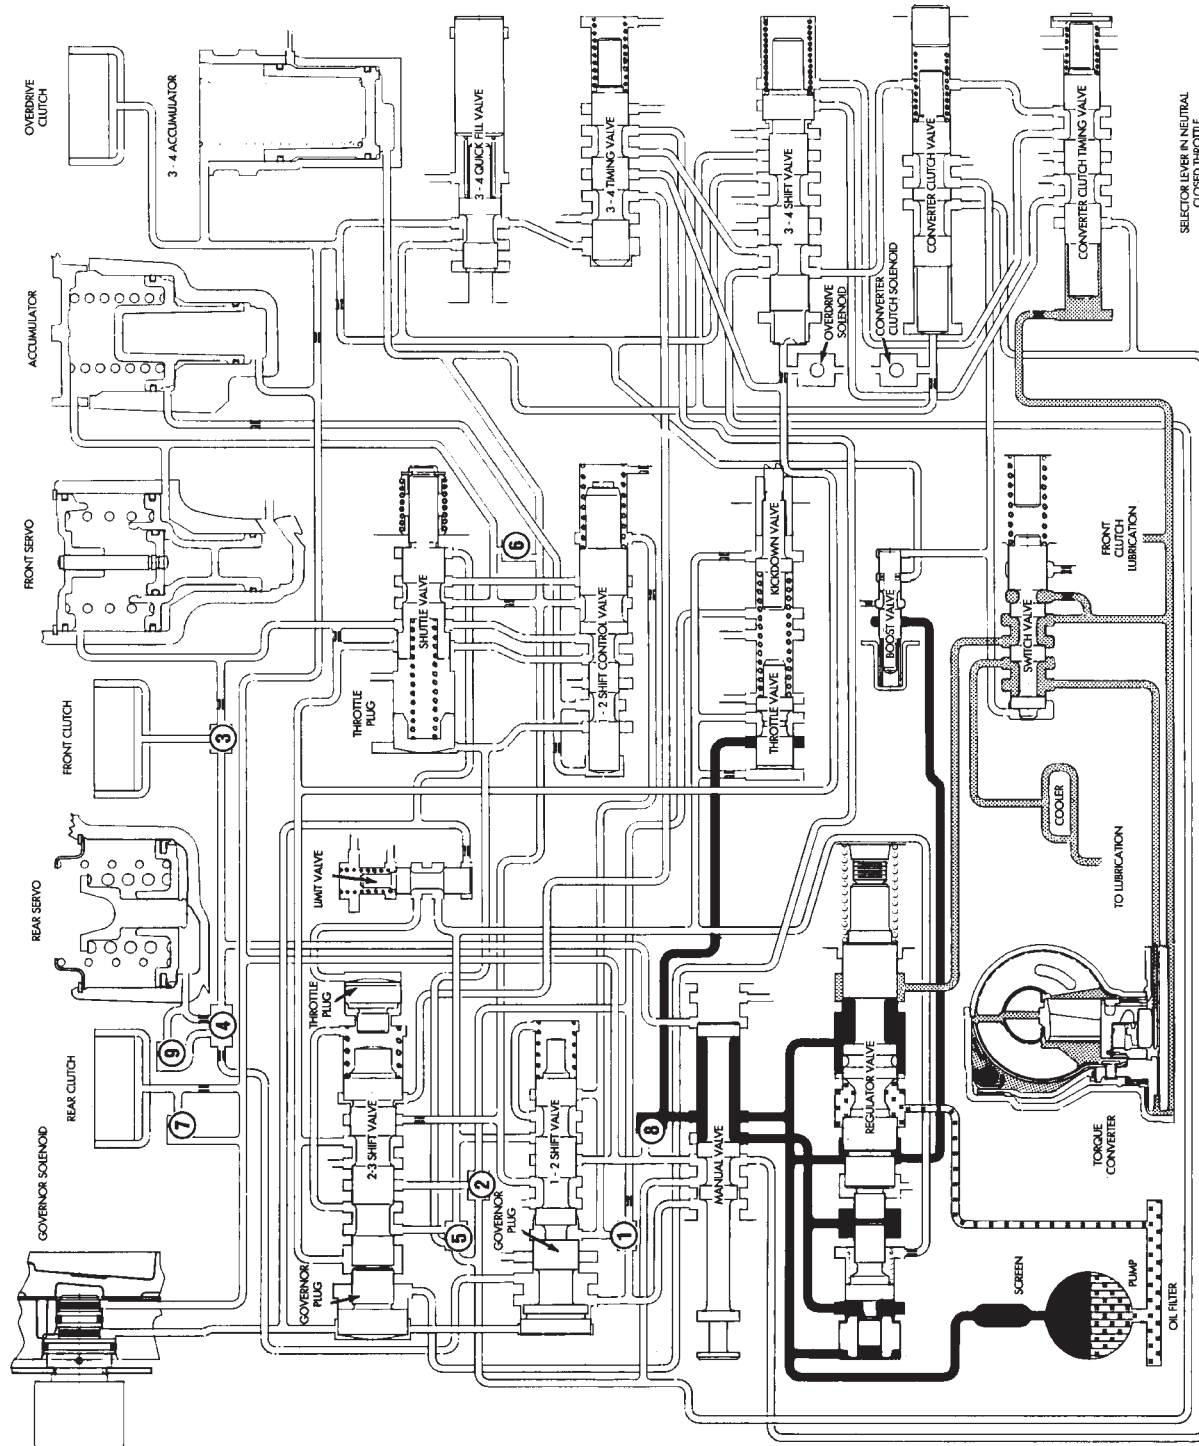 OVERDRIVE
CLUTCH
3 - 4 ACCUMULATOR
3 - 4 QUICK FILL VALVE
3 - 4 TIMING VALVE
3 - 4 SHIFT VALVE
CONVERTER CLUTCH VALVE
CONVERTER CLUTCH TIMING VALVE
SELECTOR LEVER IN NEUTRAL
CLOSED THROTTLE
ACCUMULATOR
OVERDRIVE
SOLENOID
CONVERTER
CLUTCH SOLENOID
FRONT SERVO
SHUTTLE VALVE
6
1 - 2 SHIFT CONTROL VALVE
KICKDOWN VALVE
THROTTLE VALVE
BOOST VALVE
SWITCH VALVE
FRONT
CLUTCH
LUBRICATION
FRONT CLUTCH
3
THROTTLE
PLUG
COOLER
TO LUBRICATION
REAR SERVO
4
9
LIMIT VALVE
THROTTLE
PLUG
REAR CLUTCH
7
2-3 SHIFT VALVE
2
5
1 - 2 SHIFT VALVE
GOVERNOR
PLUG
1
8
MANUAL VALVE
REGULATOR VALVE
TORQUE
CONVERTER
GOVERNOR SOLENOID
GOVERNOR
PLUG
SCREEN
PUMP
OIL FILTER